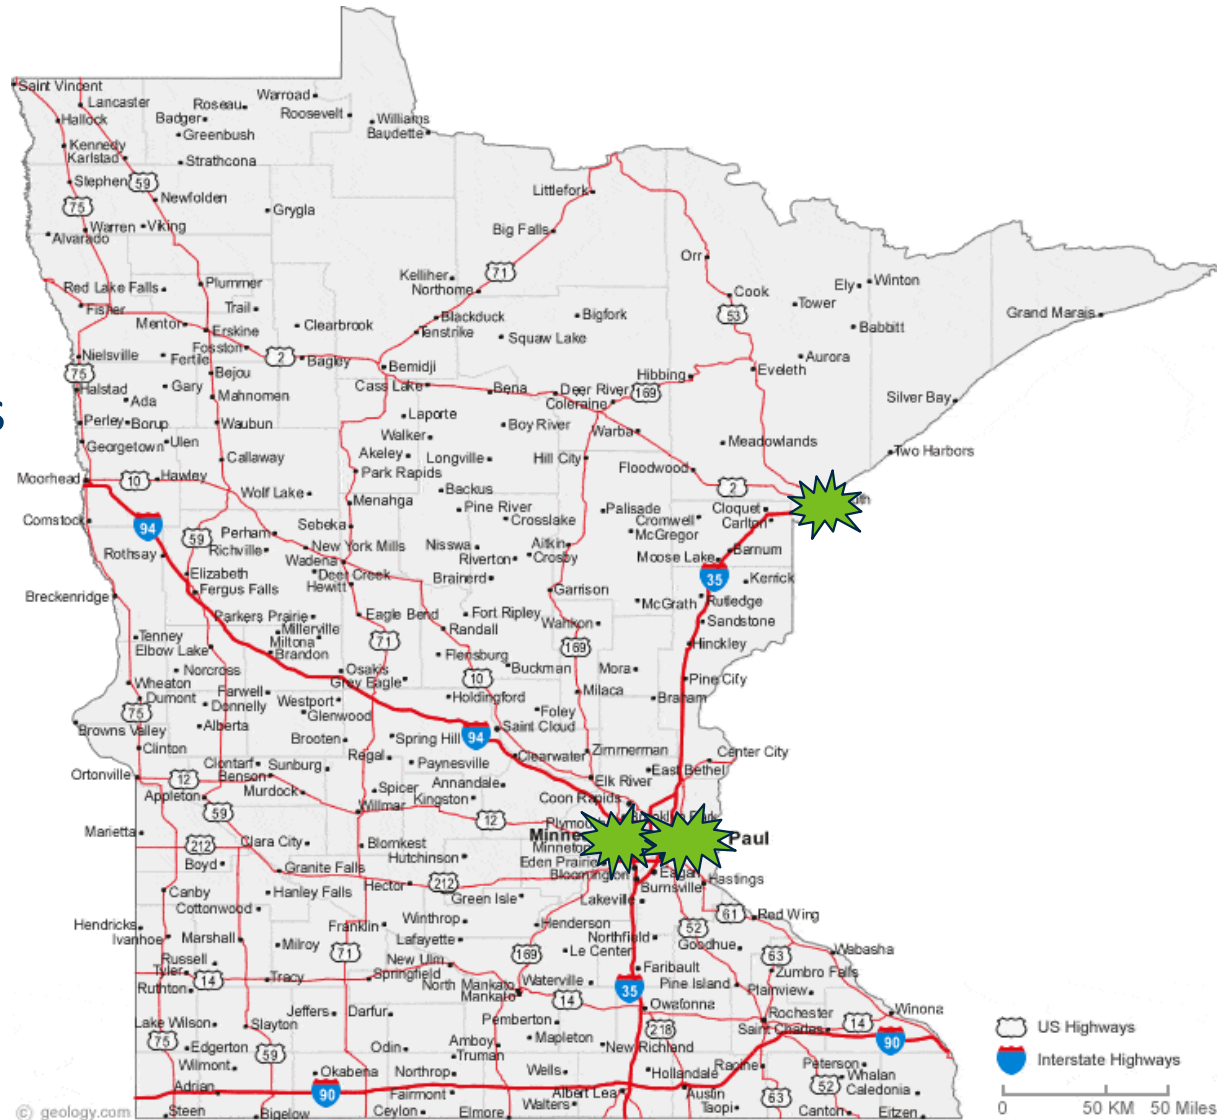 Saint Vincent
Lancaster
Hallock
Roseau
Warroad
Badger
Roosevelt
Williams
Greenbush
Baudette
Kennedy
Karlstad
Strathcona
Stephen
59
Newfolden
Littlefork
75
Grygla
Warren
Viking
Alvarado
Big Falls
Orr
Kelliher
71
Northome
Red Lake Falls
Plummer
Ely
Winton
Cook
Tower
Fisher
Trail
53
Grand Marais
Mentor
Erskine
Clearbrook
Blackduck
Bigfork
Babbitt
Tenstrike
Squaw Lake
Fosston
2
Bagley
Nielsville
Fertile
Aurora
75
Bejou
Bemidji
Hibbing
Eveleth
Halstad
Gary
Cass Lake
Bena
Deer River
169
s
Ada
Mahnomen
Coleraine
Silver Bay
Perley
Borup
Waubun
Laporte
Boy River
Walker
Warba
Georgetown
Ulen
Meadowlands
Two Harbors
Callaway
Akeley
Longville
Hill City
Floodwood
Moorhead
10
Hawley
Park Rapids
2
Wolf Lake
Menahga
Backus
Pine River
Palisade
Cloquet
th
Comstock
94
Crosslake
Cromwell
Carlton
59
Perham
Sebeka
McGregor
Richville
New York Mills
Nisswa
Aitkin
Rothsay
Wadena
Riverton
Crosby
Moose Lake
Barnum
Elizabeth
Deer Creek
Brainerd
35
Kerrick
Fergus Falls
Hewitt
Garrison
Breckenridge
McGrath
Rutledge
Parkers Prairie
Eagle Bend
Fort Ripley
Wahkon
Sandstone
Millerville
Randall
Tenney
Miltona
71
169
Hinckley
Elbow Lake
Brandon
Flensburg
Buckman
Mora
Norcross
Osakis
10
Pine City
Wheaton
Grey Eagle
Milaca
Dumont
Farwell
Holdingford
Braham
75
Donnelly
Westport
Foley
Glenwood
Browns Valley
Alberta
Saint Cloud
Brooten
Spring Hill
94
Clinton
Zimmerman
Center City
Regal
Clearwater
Clontarf
Sunburg
Paynesville
East Bethel
Ortonville
12
Benson
Annandale
Elk River
Appleton
Murdock
Spicer
Kingston
Coon Rapids
59
Willmar
12
Plymou
Marietta
Minne
Paul
212
Clara City
Blomkest
Minneto
Boyd
Hutchinson
Eden Prairie
Granite Falls
Bloomington
Eagan
Hector
212
Burnsville
Hastings
Canby
Hanley Falls
Green Isle
Lakeville
Cottonwood
61
Red Wing
Hendricks
Winthrop
Henderson
52
Ivanhoe
Marshall
Franklin
Northfield
Milroy
Lafayette
Goodhue
Wabasha
71
169
Le Center
63
Russell
New Ulm
Faribault
Zumbro Falls
Tyler
14
Tracy
Springfield
Waterville
Pine Island
Ruthton
North Mankato
35
Plainview
Mankato
14
Owatonna
Winona
Jeffers
Darfur
Rochester
Lake Wilson
Slayton
Pemberton
218
Saint Charles
14
75
Amboy
Mapleton
90
Edgerton
59
Odin
Truman
New Richland
Wilmont
Okabena
Northrop
Wells
Hollandale
Racine
Peterson
Whalan
Adrian
90
Fairmont
Albert Lea
Austin
52
Caledonia
Walters
Taopi
63
Steen
Bigelow
Ceylon
Elmore
Canton
Eitzen
US Highways
Interstate Highways
0 50 KM 50 Miles
© geology.com